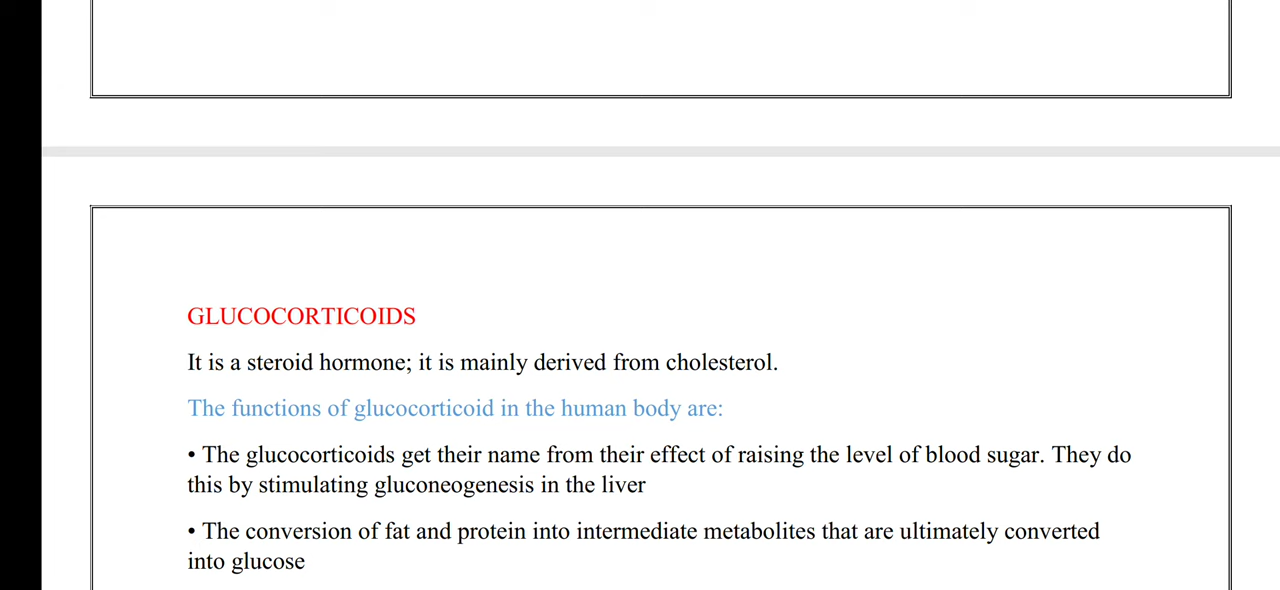 GLUCOCORTICOIDS
It is a steroid hormone; it is mainly derived from cholesterol.
The functions of glucocorticoid in the human body are:
• The glucocorticoids get their name from their effect of raising the level of blood sugar. They do
this by stimulating gluconeogenesis in the liver
• The conversion of fat and protein into intermediate metabolites that are ultimately converted
into glucose